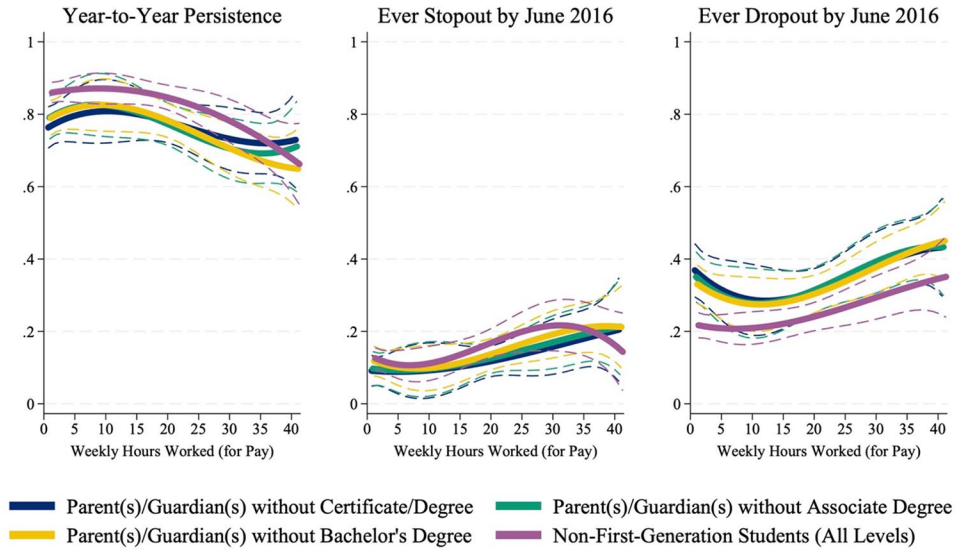 Year-to-Year Persistence
1
.8
.6
.4
.2
0
0 5 10 15 20 25 30 35 40
Weekly Hours Worked (for Pay)
Ever Stopout by June 2016
1
.8
.6
.4
.2
0
0 5 10 15 20 25 30 35 40
Weekly Hours Worked (for Pay)
Ever Dropout by June 2016
1
.8
.6
.4
.2
0
0 5 10 15 20 25 30 35 40
Weekly Hours Worked (for Pay)
Parent(s)/Guardian(s) without Certificate/Degree
Parent(s)/Guardian(s) without Associate Degree
Parent(s)/Guardian(s) without Bachelor's Degree
Non-First-Generation Students (All Levels)